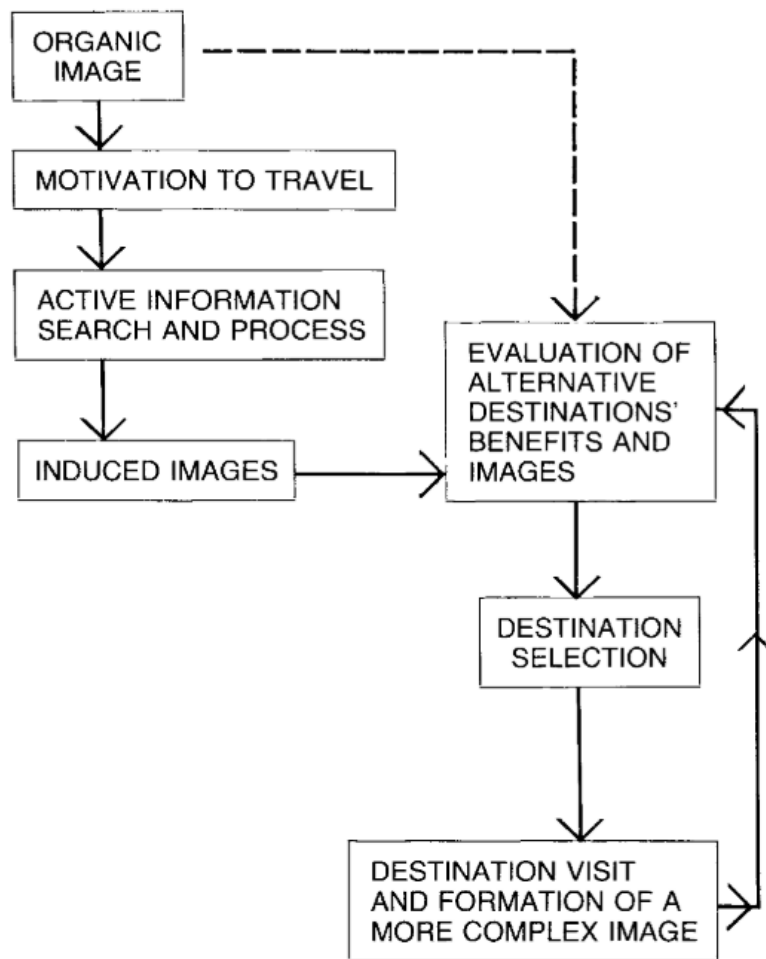 ORGANIC
IMAGE
MOTIVATION TO TRAVEL
ACTIVE INFORMATION
SEARCH AND PROCESS
INDUCED IMAGES
EVALUATION OF
ALTERNATIVE
DESTINATIONS'
BENEFITS AND
IMAGES
DESTINATION
SELECTION
DESTINATION VISIT
AND FORMATION OF A
MORE COMPLEX IMAGE